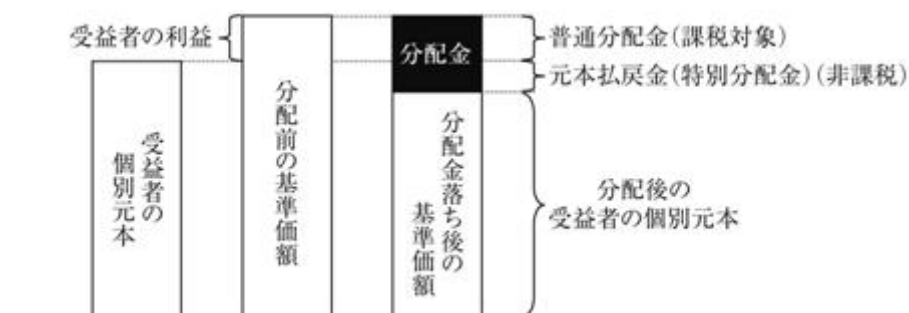 受益者の利益
分配金
普通分配金(課税対象)
元本払戻金(特別分配金)(非課税)
受益者の
個別元本
分配前の基準価額
分配金落ち後の
基準価額
分配後の
受益者の個別元本